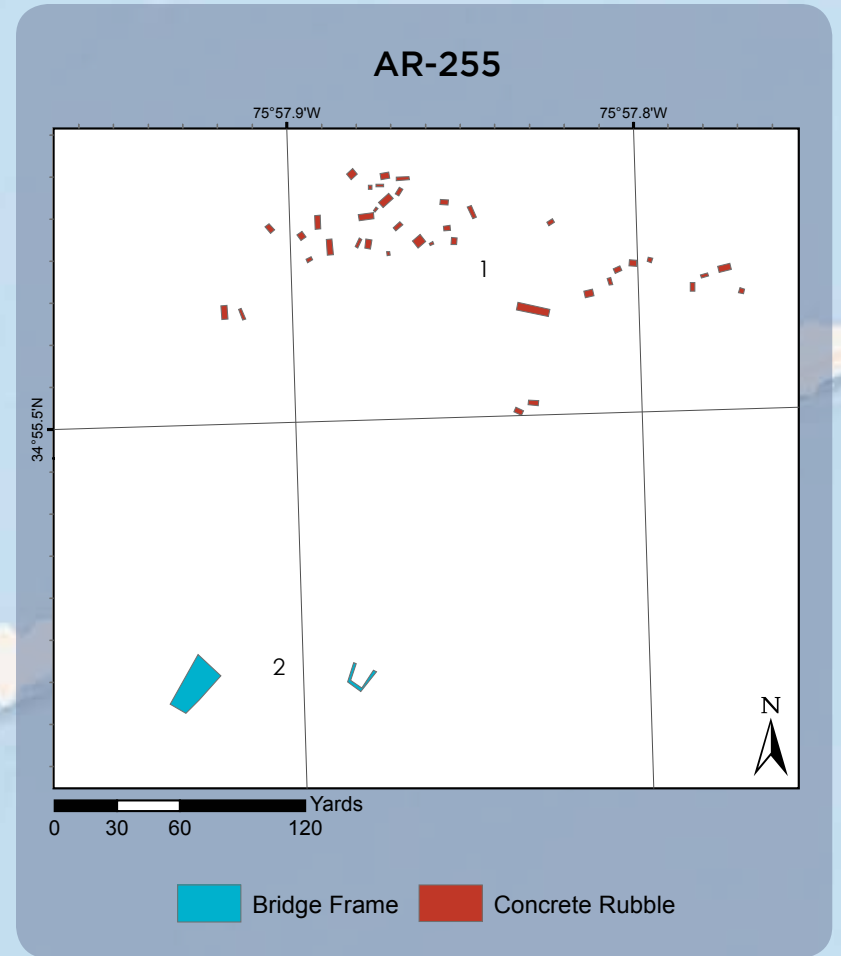 AR-255
75°57.9'W
75°57.8'W
1
34°55.5'N
2
N
Yards
0 30 60 120
Bridge Frame
Concrete Rubble